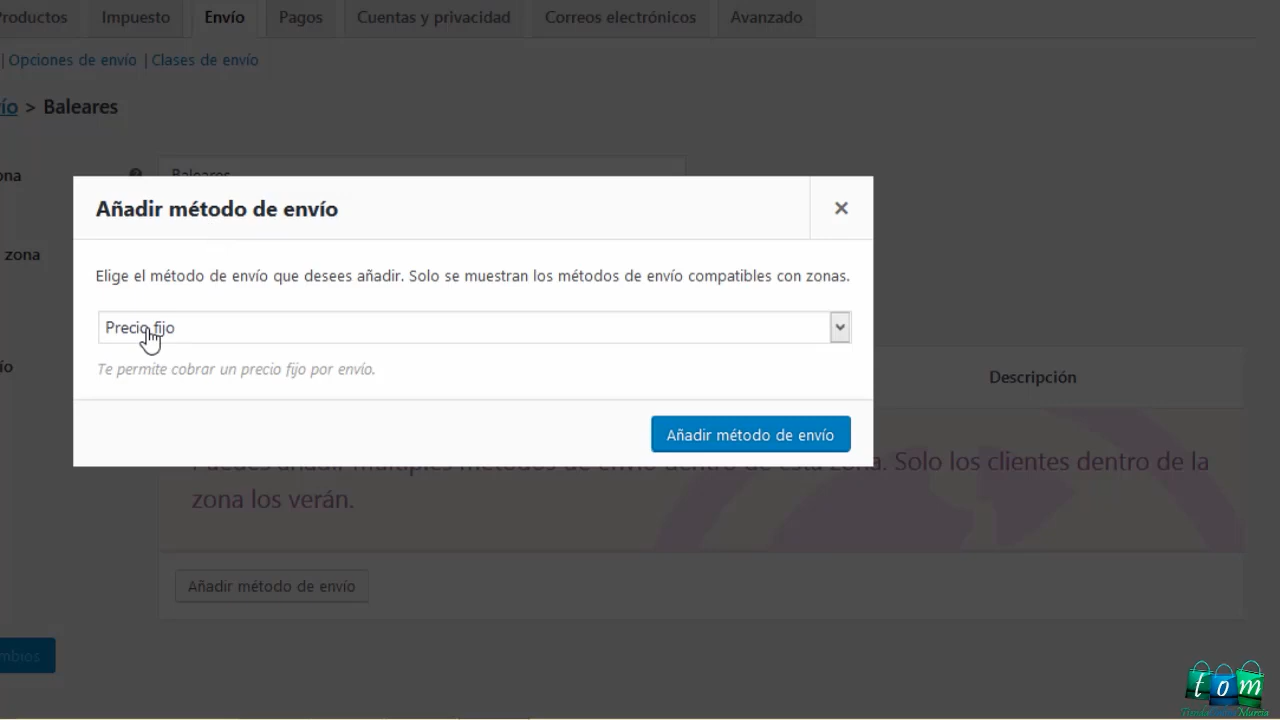 Productos Impuesto Envío Pagos Cuentas y privacidad Correos electrónicos Avanzado
| Opciones de envío | Clases de envío
ío > Baleares
ona Baleares
Añadir método de envío ×
zona
Elige el método de envío que desees añadir. Solo se muestran los métodos de envío compatibles con zonas.
Precio fijo
ío Te permite cobrar un precio fijo por envío.
Descripción
Añadir método de envío
Puedes añadir múltiples métodos de envío dentro de esta zona. Solo los clientes dentro de la
zona los verán.
Añadir método de envío
mbios
tom